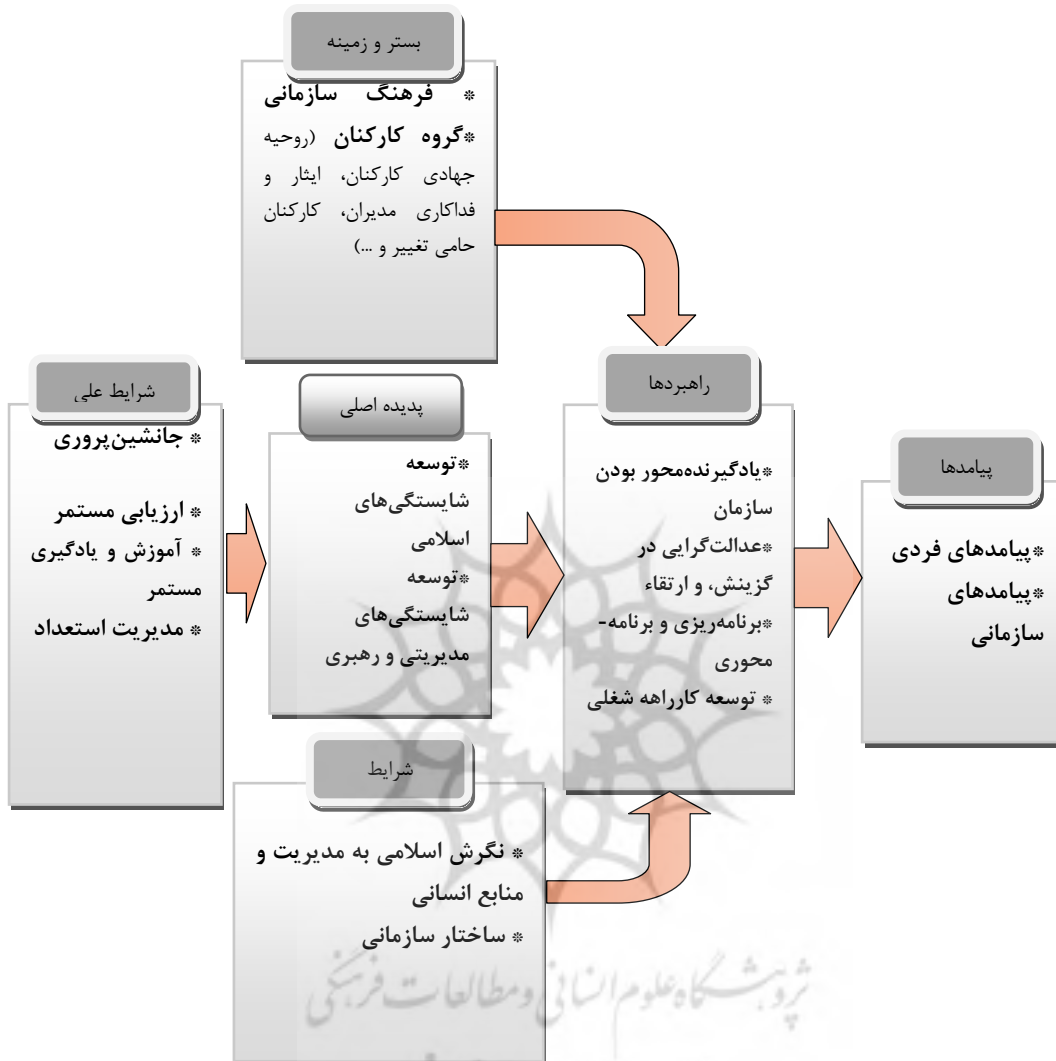 بستر و زمینه
* فرهنگ سازمانی
*گروه کارکنان (روحیه
جهادی کارکنان، ایثار و
فداکاری مدیران، کارکنان
حامی تغییر و ...)
شرایط علی
* جانشین‌پروری
* ارزیابی مستمر
* آموزش و یادگیری
مستمر
* مدیریت استعداد
پدیده اصلی
*توسعه
شایستگی‌های
اسلامی
*توسعه
شایستگی‌های
مدیریتی و رهبری
راهبردها
*یادگیرنده‌محور بودن
سازمان
*عدالت‌گرایی در
گزینش، و ارتقاء
*برنامه‌ریزی و برنامه-
محوری
* توسعه کارراهه شغلی
پیامدها
*پیامدهای فردی
*پیامدهای
سازمانی
شرایط
* نگرش اسلامی به مدیریت و
منابع انسانی
* ساختار سازمانی
پژوهشگاه علوم انسانی و مطالعات فرهنگی